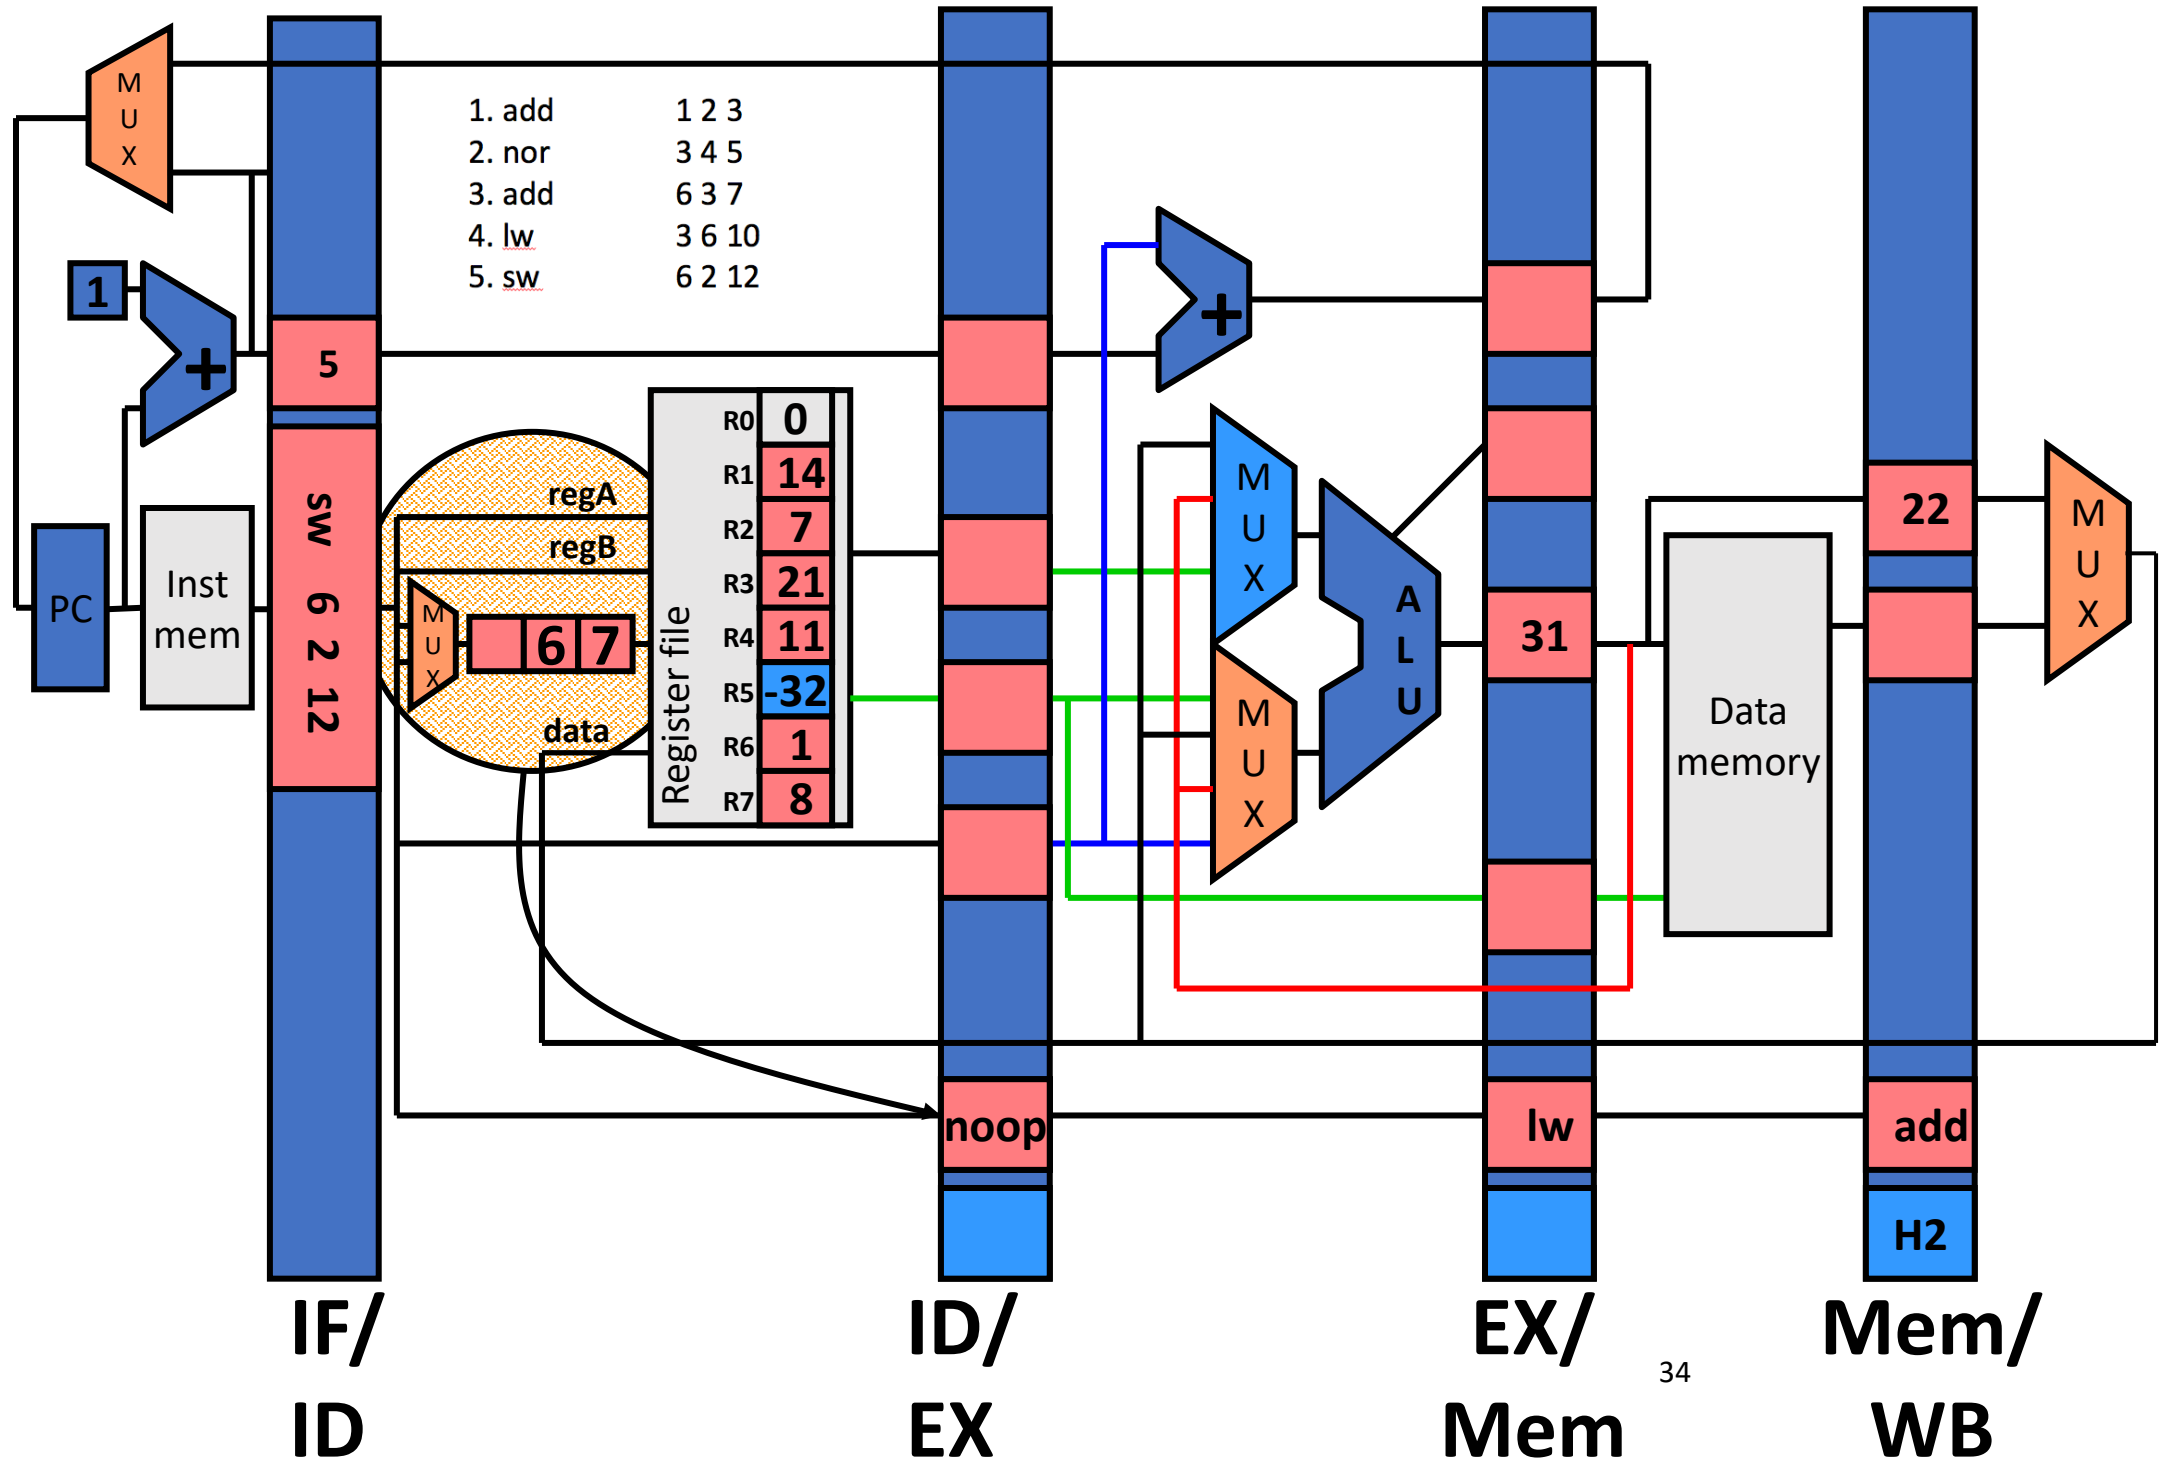 M
U
X
1. add 1 2 3
2. nor 3 4 5
3. add 6 3 7
4. lw 3 6 10
5. sw 6 2 12
1
+
+
5
R0 0
R1 14
R2 7
R3 21
R4 11
R5 -32
R6 1
R7 8
Register file
regA
regB
M
U
X
6 7
data
sw 6 2 12
PC
Inst
mem
M
U
X
M
U
X
A
L
U
31
22
Data
memory
M
U
X
noop
lw
add
H2
IF/
ID
ID/
EX
EX/
Mem
34
Mem/
WB